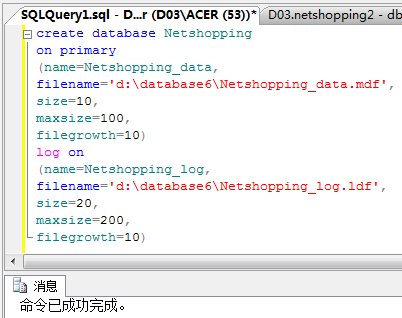 SQLQuery1.sql - D...r (D03\ACER (53))* D03.netshopping2 - db
create database Netshopping
on primary
(name=Netshopping_data,
filename='d:\database6\Netshopping_data.mdf',
size=10,
maxsize=100,
filegrowth=10)
log on
(name=Netshopping_log,
filename='d:\database6\Netshopping_log.ldf',
size=20,
maxsize=200,
filegrowth=10)
消息
命令已成功完成。